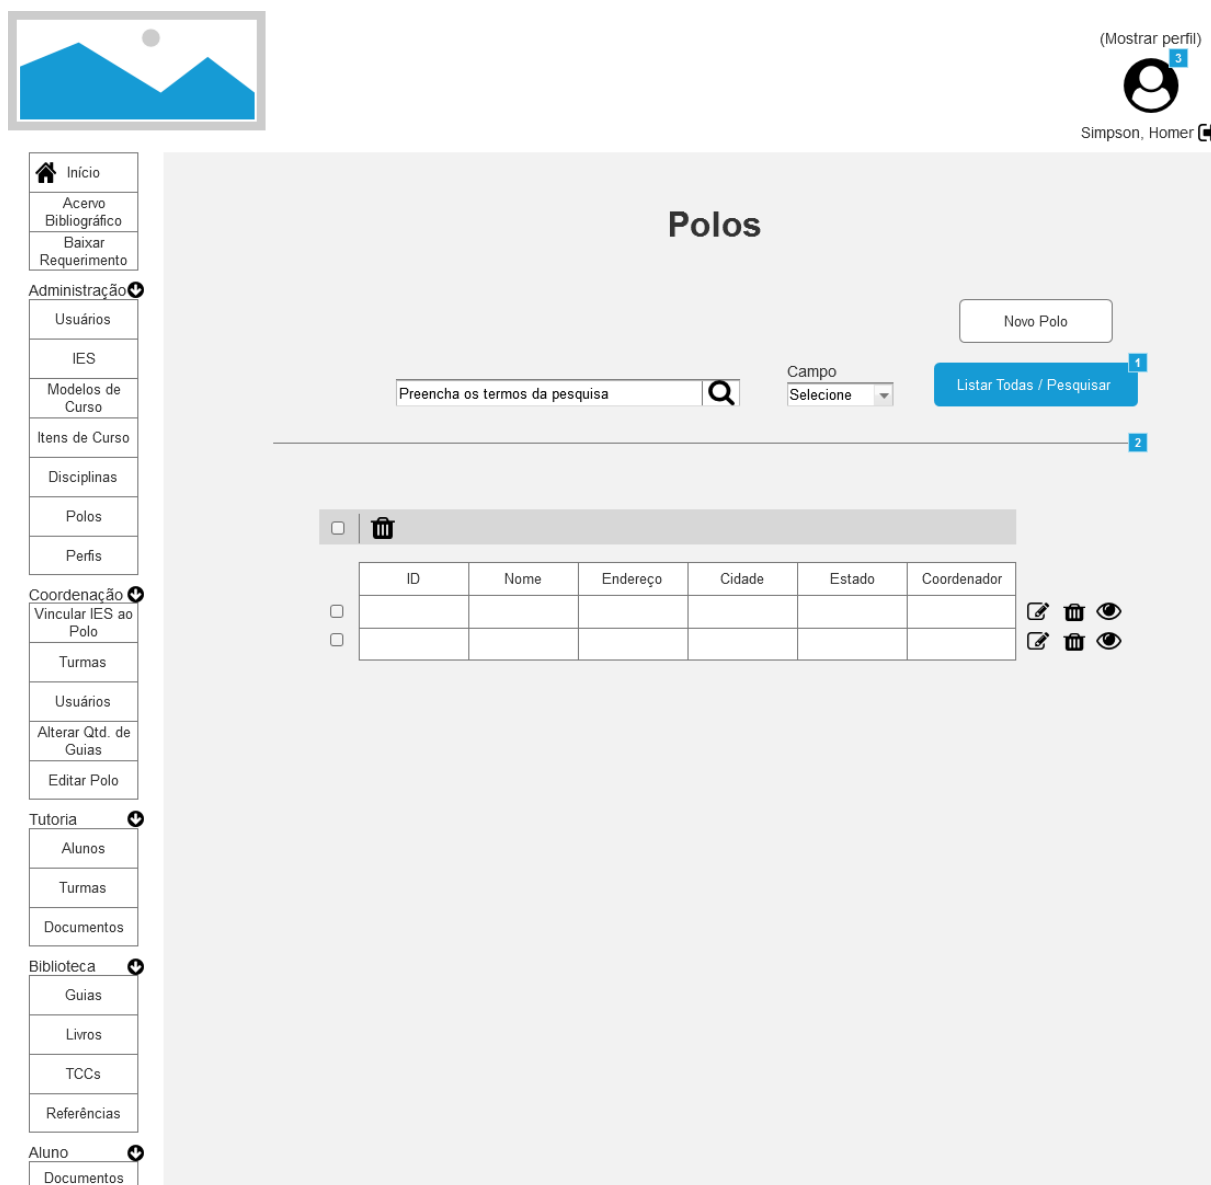 (Mostrar perfil)
3
Simpson, Homer
Início
Acervo
Bibliográfico
Baixar
Requerimento
Administração
Usuários
IES
Modelos de
Curso
Itens de Curso
Disciplinas
Polos
Perfis
Coordenação
Vincular IES ao
Polo
Turmas
Usuários
Alterar Qtd. de
Guias
Editar Polo
Tutoria
Alunos
Turmas
Documentos
Biblioteca
Guias
Livros
TCCs
Referências
Aluno
Documentos
Polos
Novo Polo
1
Preencha os termos da pesquisa
Campo
Selecione
Listar Todas / Pesquisar
2
ID Nome Endereço Cidade Estado Coordenador